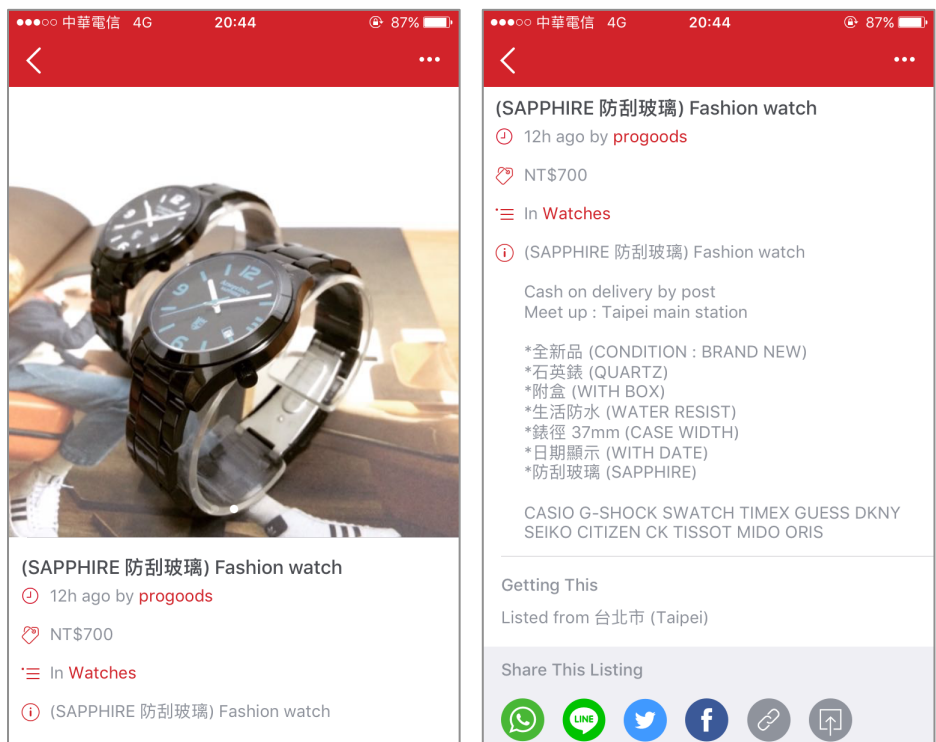 中華電信 4G 20:44 87%
12
9
(SAPPHIRE 防刮玻璃) Fashion watch
12h ago by progoods
NT$700
In Watches
(SAPPHIRE 防刮玻璃) Fashion watch
中華電信 4G 20:44 87%
(SAPPHIRE 防刮玻璃) Fashion watch
12h ago by progoods
NT$700
In Watches
(SAPPHIRE 防刮玻璃) Fashion watch
Cash on delivery by post
Meet up : Taipei main station
*全新品 (CONDITION : BRAND NEW)
*石英錶 (QUARTZ)
*附盒 (WITH BOX)
*生活防水 (WATER RESIST)
*錶徑 37mm (CASE WIDTH)
*日期顯示 (WITH DATE)
*防刮玻璃 (SAPPHIRE)
CASIO G-SHOCK SWATCH TIMEX GUESS DKNY
SEIKO CITIZEN CK TISSOT MIDO ORIS
Getting This
Listed from 台北市 (Taipei)
Share This Listing
LINE